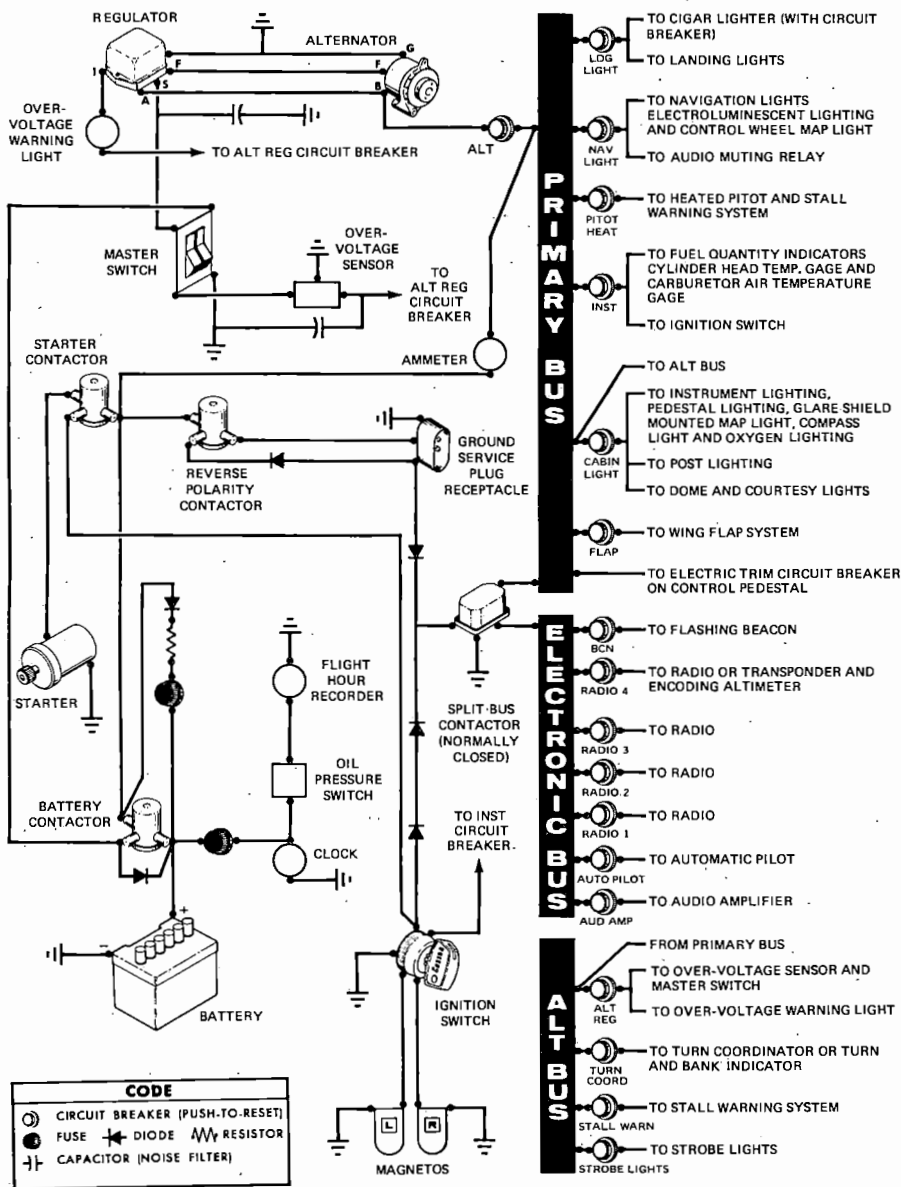 REGULATOR
ALTERNATOR
G
F
F
I
S
A
B
OVER-
VOLTAGE
WARNING
LIGHT
TO ALT REG CIRCUIT BREAKER
ALT
MASTER
SWITCH
OVER-
VOLTAGE
SENSOR
TO
ALT REG
CIRCUIT
BREAKER
STARTER
CONTACTOR
AMMETER
REVERSE
POLARITY
CONTACTOR
GROUND
SERVICE
PLUG
RECEPTACLE
STARTER
FLIGHT
HOUR
RECORDER
SPLIT-BUS
CONTACTOR
(NORMALLY
CLOSED)
OIL
PRESSURE
SWITCH
BATTERY
CONTACTOR
TO INST
CIRCUIT
BREAKER
CLOCK
+
-
BATTERY
IGNITION
SWITCH
L
R
MAGNETOS
CODE
CIRCUIT BREAKER (PUSH-TO-RESET)
FUSE DIODE RESISTOR
CAPACITOR (NOISE FILTER)
PRIMARY BUS
LDG
LIGHT
TO CIGAR LIGHTER (WITH CIRCUIT
BREAKER)
TO LANDING LIGHTS
NAV
LIGHT
TO NAVIGATION LIGHTS
ELECTROLUMINESCENT LIGHTING
AND CONTROL WHEEL MAP LIGHT
TO AUDIO MUTING RELAY
PITOT
HEAT
TO HEATED PITOT AND STALL
WARNING SYSTEM
INST
TO FUEL QUANTITY INDICATORS
CYLINDER HEAD TEMP. GAGE AND
CARBURETOR AIR TEMPERATURE
GAGE
TO IGNITION SWITCH
TO ALT BUS
CABIN
LIGHT
TO INSTRUMENT LIGHTING,
PEDESTAL LIGHTING, GLARE SHIELD
MOUNTED MAP LIGHT, COMPASS
LIGHT AND OXYGEN LIGHTING
TO POST LIGHTING
TO DOME AND COURTESY LIGHTS
FLAP
TO WING FLAP SYSTEM
TO ELECTRIC TRIM CIRCUIT BREAKER
ON CONTROL PEDESTAL
ELECTRONIC BUS
BCN
TO FLASHING BEACON
RADIO 4
TO RADIO OR TRANSPONDER AND
ENCODING ALTIMETER
RADIO 3
TO RADIO
RADIO 2
TO RADIO
RADIO 1
TO RADIO
AUTO PILOT
TO AUTOMATIC PILOT
AUD AMP
TO AUDIO AMPLIFIER
ALT BUS
FROM PRIMARY BUS
ALT
REG
TO OVER-VOLTAGE SENSOR AND
MASTER SWITCH
TO OVER-VOLTAGE WARNING LIGHT
TURN
COORD
TO TURN COORDINATOR OR TURN
AND BANK INDICATOR
STALL WARN
TO STALL WARNING SYSTEM
STROBE LIGHTS
TO STROBE LIGHTS